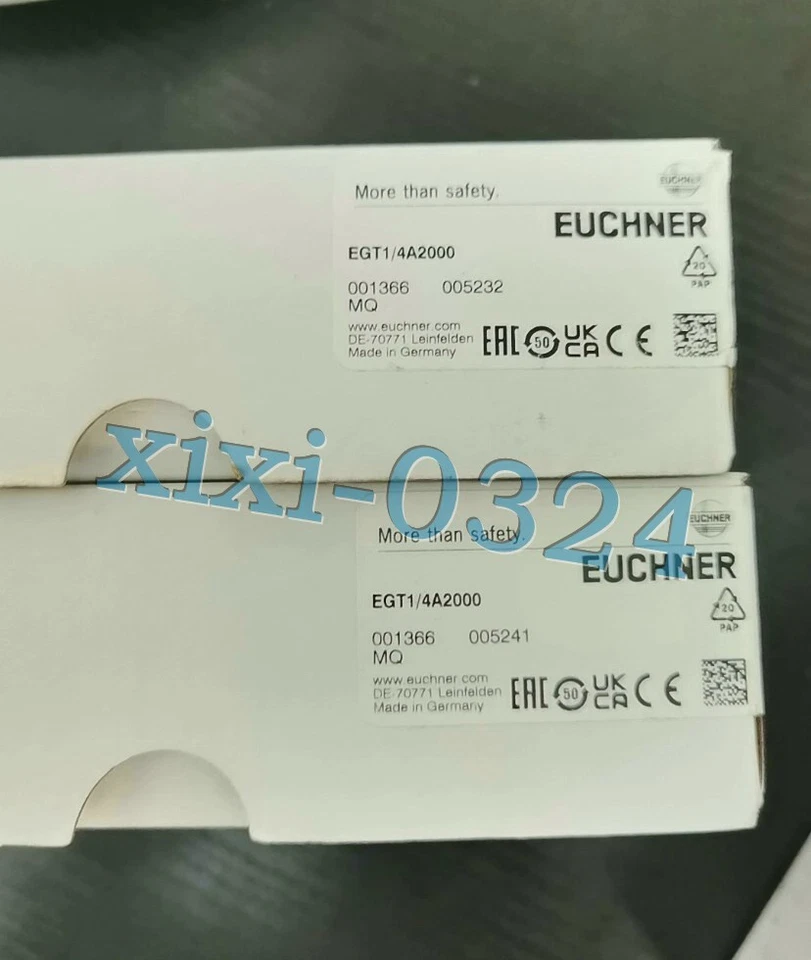 More than safety.
EUCHNER
EUCHNER
EGT1/4A2000
20
PAP
001366 005232
MQ
www.euchner.com
DE-70771 Leinfelden
Made in Germany
EAC 50 UK CA CE
xixi-0324
More than safety.
EUCHNER
EUCHNER
EGT1/4A2000
20
PAP
001366 005241
MQ
www.euchner.com
DE-70771 Leinfelden
Made in Germany
EAC 50 UK CA CE